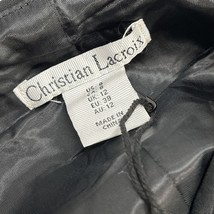 Christian Lacroix
US: 8
UK: 12
EU: 38
AU: 12
MADE IN
CHINA